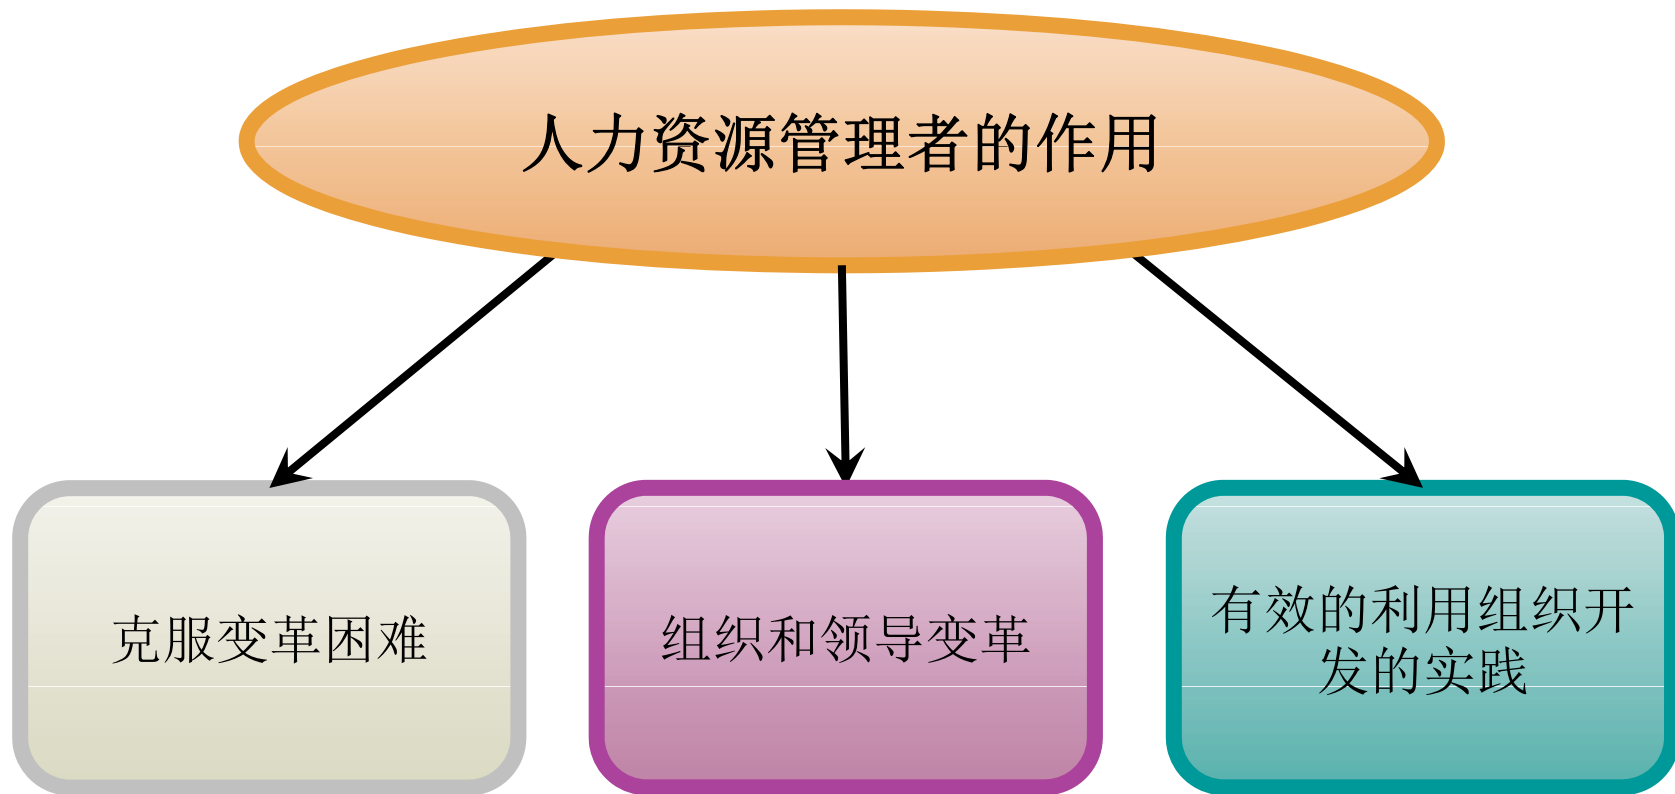 人力资源管理者的作用
克服变革困难
组织和领导变革
有效的利用组织开
发的实践